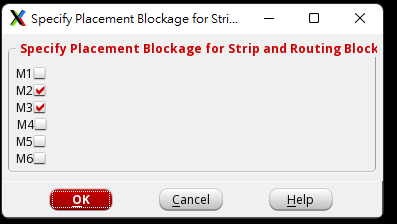 Specify Placement Blockage for Stri...
Specify Placement Blockage for Strip and Routing Block
M1
M2
M3
M4
M5
M6
OK
Cancel
Help